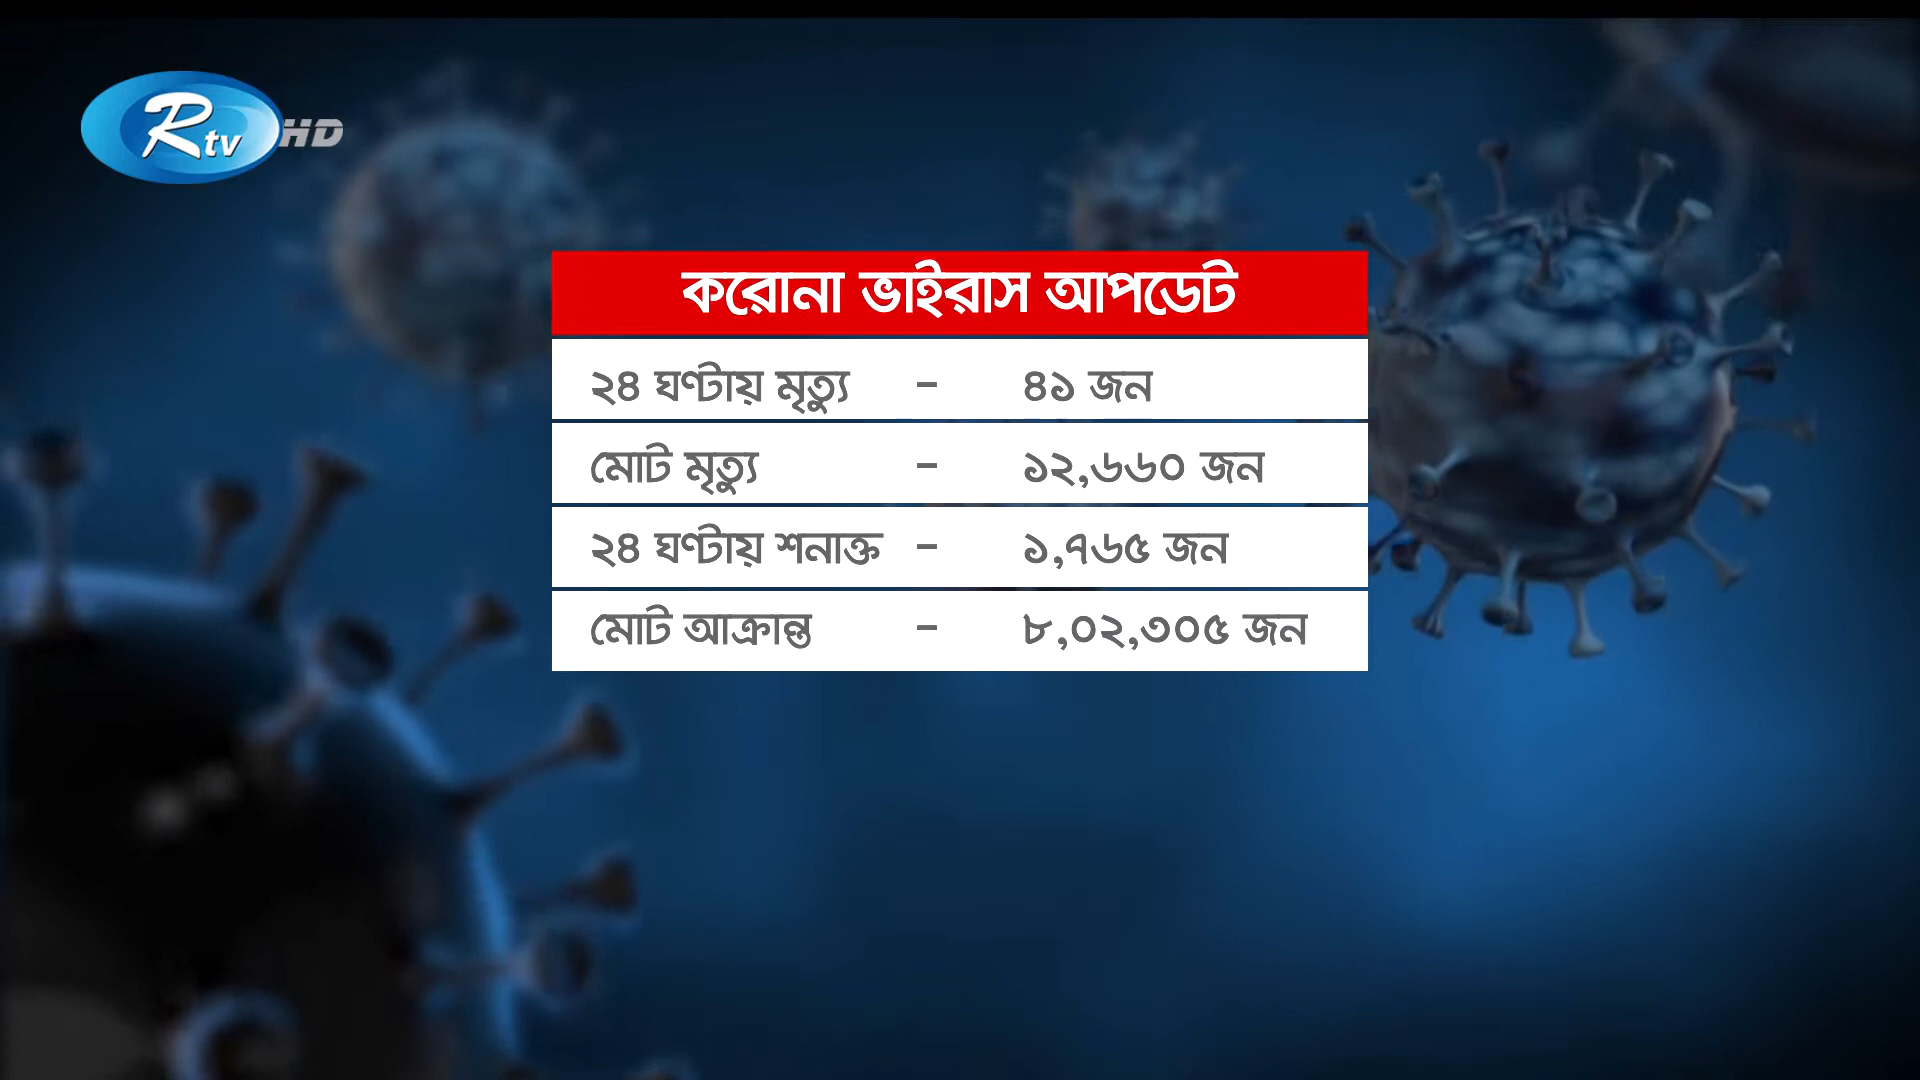 Rtv HD
করোনা ভাইরাস আপডেট
২৪ ঘণ্টায় মৃত্যু - ৪১ জন
মোট মৃত্যু - ১২,৬৬০ জন
২৪ ঘণ্টায় শনাক্ত - ১,৭৬৫ জন
মোট আক্রান্ত - ৮,০২,৩০৫ জন